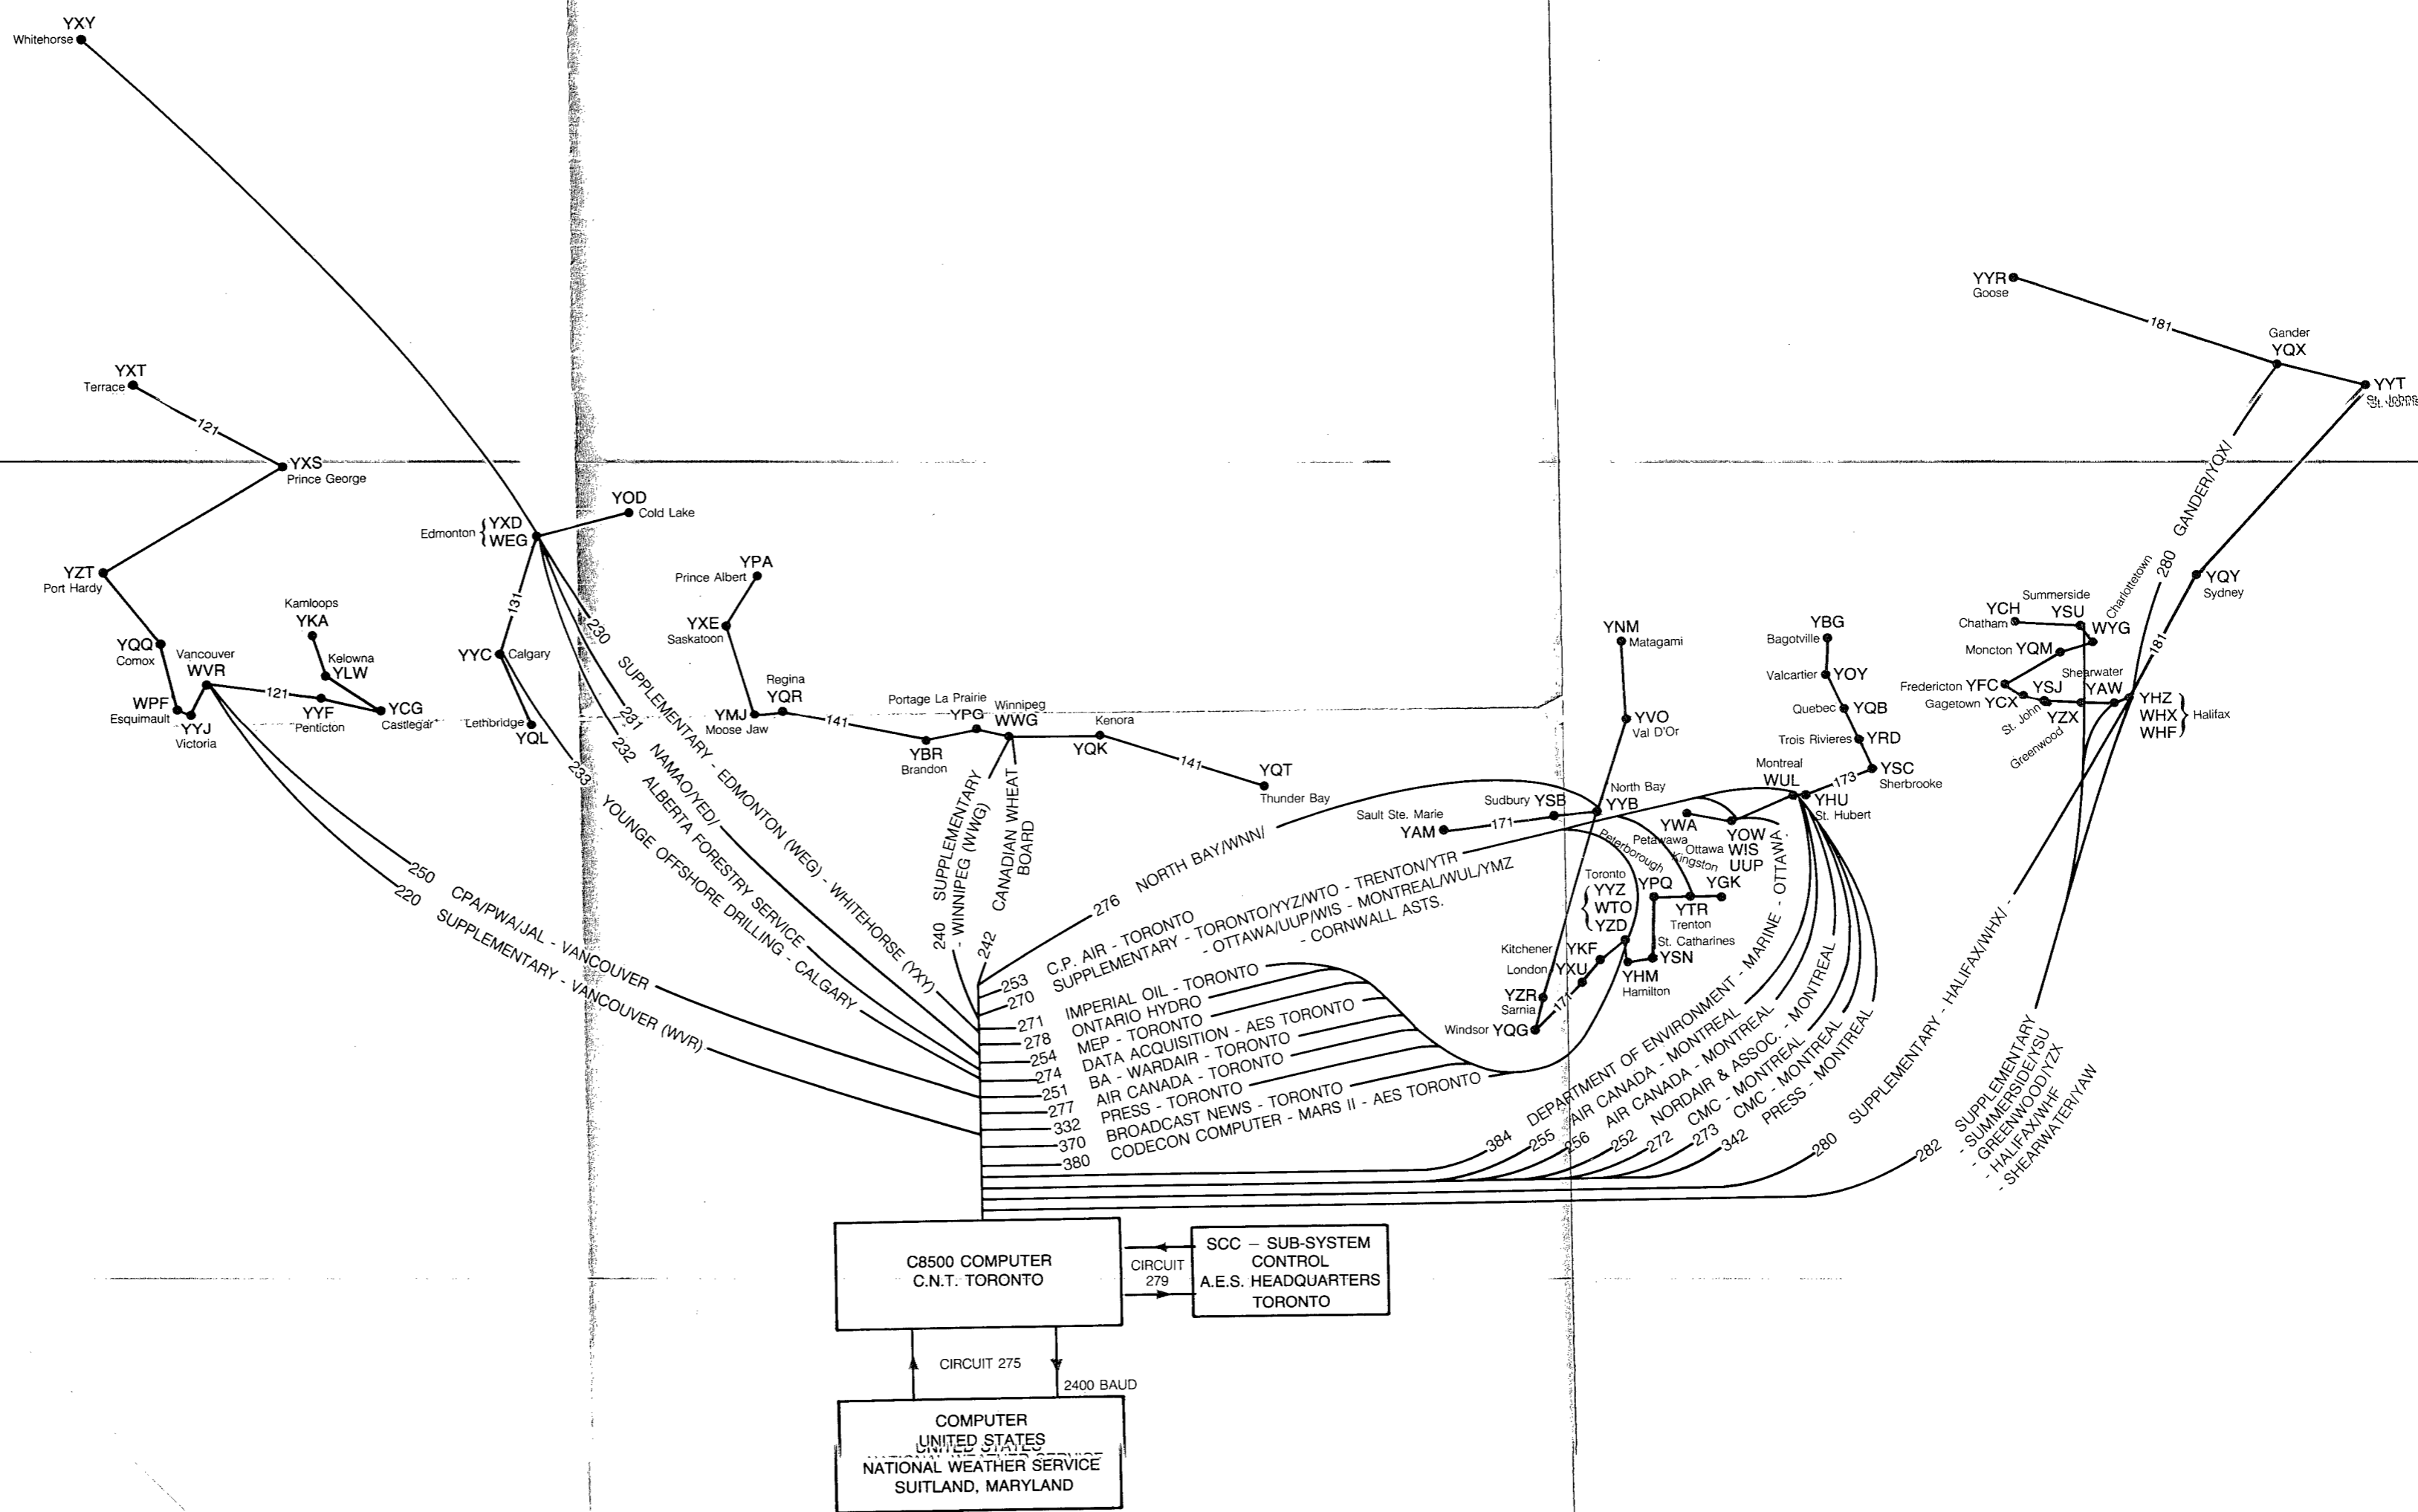 YXY
Whitehorse
YXT
Terrace
121
YXS
Prince George
YZT
Port Hardy
YQQ
Comox
WPF
Esquimault
YYJ
Victoria
Vancouver
WVR
121
Kamloops
YKA
Kelowna
YLW
YYF
Penticton
YCG
Castlegar
Edmonton
YXD
WEG
YOD
Cold Lake
131
YYC
Calgary
Lethbridge
YQL
YPA
Prince Albert
YXE
Saskatoon
YMJ
Moose Jaw
Regina
YQR
141
YBR
Brandon
Portage La Prairie
YPG
Winnipeg
WWG
Kenora
YQK
141
YQT
Thunder Bay
230 SUPPLEMENTARY - EDMONTON (WEG) - WHITEHORSE (YXY)
231 NAMAO/YED/
232 ALBERTA FORESTRY SERVICE
233 YOUNGE OFFSHORE DRILLING - CALGARY
250 CPA/PWA/JAL - VANCOUVER
220 SUPPLEMENTARY - VANCOUVER (WVR)
240 SUPPLEMENTARY
- WINNIPEG (WWG)
242 CANADIAN WHEAT
BOARD
276 NORTH BAY/WNN/
253 C.P. AIR - TORONTO
270 SUPPLEMENTARY - TORONTO/YYZ/WTO - TRENTON/YTR
- OTTAWA/UUP/WIS - MONTREAL/WUL/YMZ
- CORNWALL ASTS.
271 IMPERIAL OIL - TORONTO
278 ONTARIO HYDRO
254 MEP - TORONTO
274 DATA ACQUISITION - AES TORONTO
251 BA - WARDAIR - TORONTO
277 AIR CANADA - TORONTO
332 PRESS - TORONTO
370 BROADCAST NEWS - TORONTO
380 CODECON COMPUTER - MARS II - AES TORONTO
384 DEPARTMENT OF ENVIRONMENT - MARINE - OTTAWA
255 AIR CANADA - MONTREAL
256 AIR CANADA - MONTREAL
252 NORDAIR & ASSOC. - MONTREAL
272 CMC - MONTREAL
273 CMC - MONTREAL
342 PRESS - MONTREAL
280 SUPPLEMENTARY - HALIFAX/WHX/ -
282 SUPPLEMENTARY
- SUMMERSIDE/YSU
- GREENWOOD/YZX
- HALIFAX/WHF
- SHEARWATER/YAW
YNM
Matagami
YVO
Val D'Or
North Bay
YYB
Sudbury YSB
Sault Ste. Marie
YAM
171
YWA
Petawawa
Peterborough
YOW
Ottawa WIS
UUP
Kingston
YGK
YPQ
YTR
Trenton
Toronto
YYZ
WTO
YZD
St. Catharines
YSN
YHM
Hamilton
Kitchener YKF
London YXU
YZR
Sarnia
171
Windsor YQG
YBG
Bagotville
Valcartier YOY
Quebec YQB
Trois Rivieres YRD
YSC
Sherbrooke
173
Montreal
WUL
YHU
St. Hubert
YYR
Goose
181
Gander
YQX
YYT
St. Johns
280 GANDER/YQX/
YQY
Sydney
181
YCH
Chatham
Summerside
YSU
Charlottetown
WYG
Moncton YQM
Fredericton YFC
Gagetown YCX
YSJ
St. John
YZX
Greenwood
Shearwater
YAW
YHZ
WHX
WHF
Halifax
C8500 COMPUTER
C.N.T. TORONTO
CIRCUIT
279
SCC – SUB-SYSTEM
CONTROL
A.E.S. HEADQUARTERS
TORONTO
CIRCUIT 275
2400 BAUD
COMPUTER
UNITED STATES
UNITED STATES
NATIONAL WEATHER SERVICE
NATIONAL WEATHER SERVICE
SUITLAND, MARYLAND